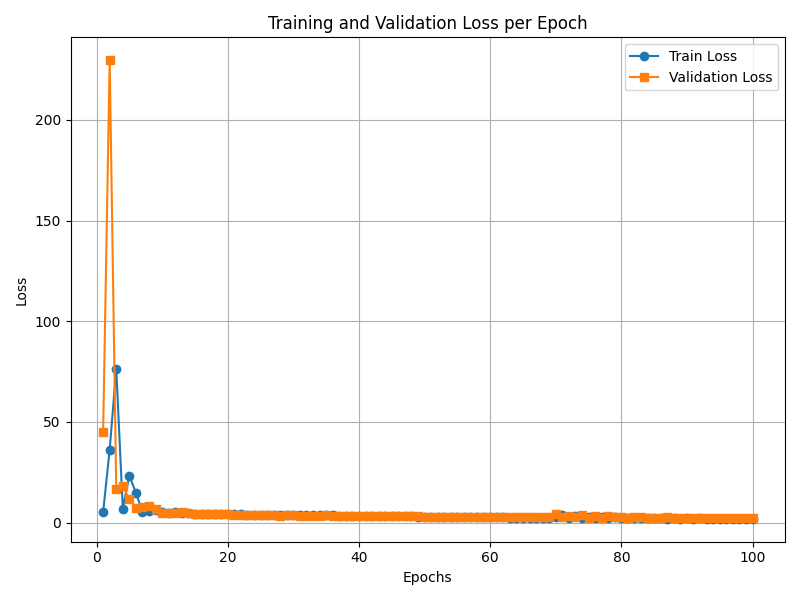 Training and Validation Loss per Epoch
Train Loss
Validation Loss
200
150
100
50
0
Loss
0 20 40 60 80 100
Epochs